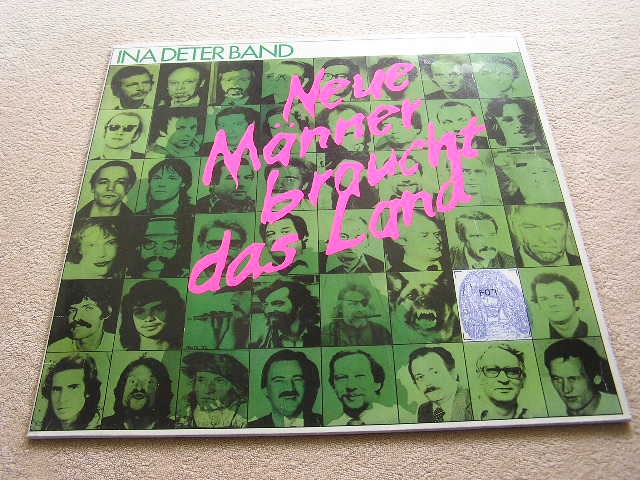 INA DETER BAND
Neue
Männer
braucht
das Land